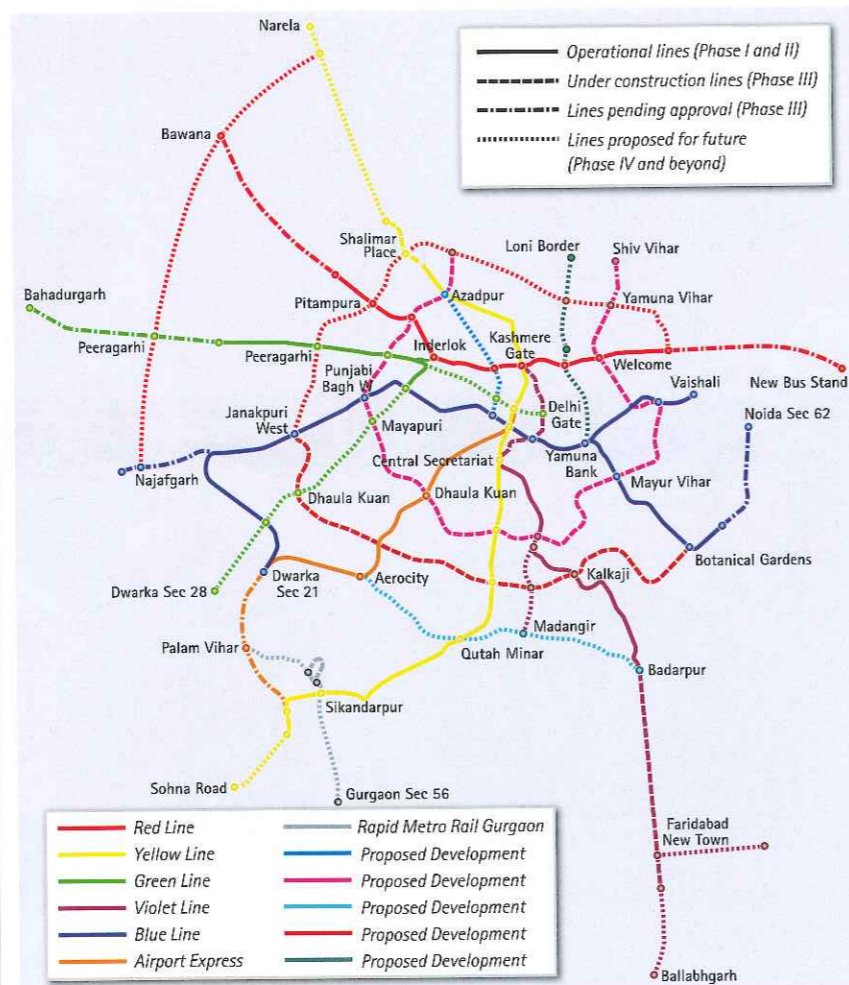 Narela
Operational lines (Phase I and II)
Under construction lines (Phase III)
Lines pending approval (Phase III)
Lines proposed for future
(Phase IV and beyond)
Bawana
Shalimar
Place
Loni Border
Shiv Vihar
Bahadurgarh
Pitampura
Azadpur
Yamuna Vihar
Peeragarhi
Peeragarhi
Inderlok
Kashmere
Gate
Welcome
New Bus Stand
Punjabi
Bagh W
Vaishali
Janakpuri
West
Mayapuri
Delhi
Gate
Noida Sec 62
Najafgarh
Central Secretariat
Yamuna
Bank
Dhaula Kuan
Dhaula Kuan
Mayur Vihar
Botanical Gardens
Dwarka Sec 28
Dwarka
Sec 21
Aerocity
Kalkaji
Madangir
Palam Vihar
Qutah Minar
Badarpur
Sikandarpur
Sohna Road
Gurgaon Sec 56
Faridabad
New Town
Ballabhgarh
Red Line
Yellow Line
Green Line
Violet Line
Blue Line
Airport Express
Rapid Metro Rail Gurgaon
Proposed Development
Proposed Development
Proposed Development
Proposed Development
Proposed Development